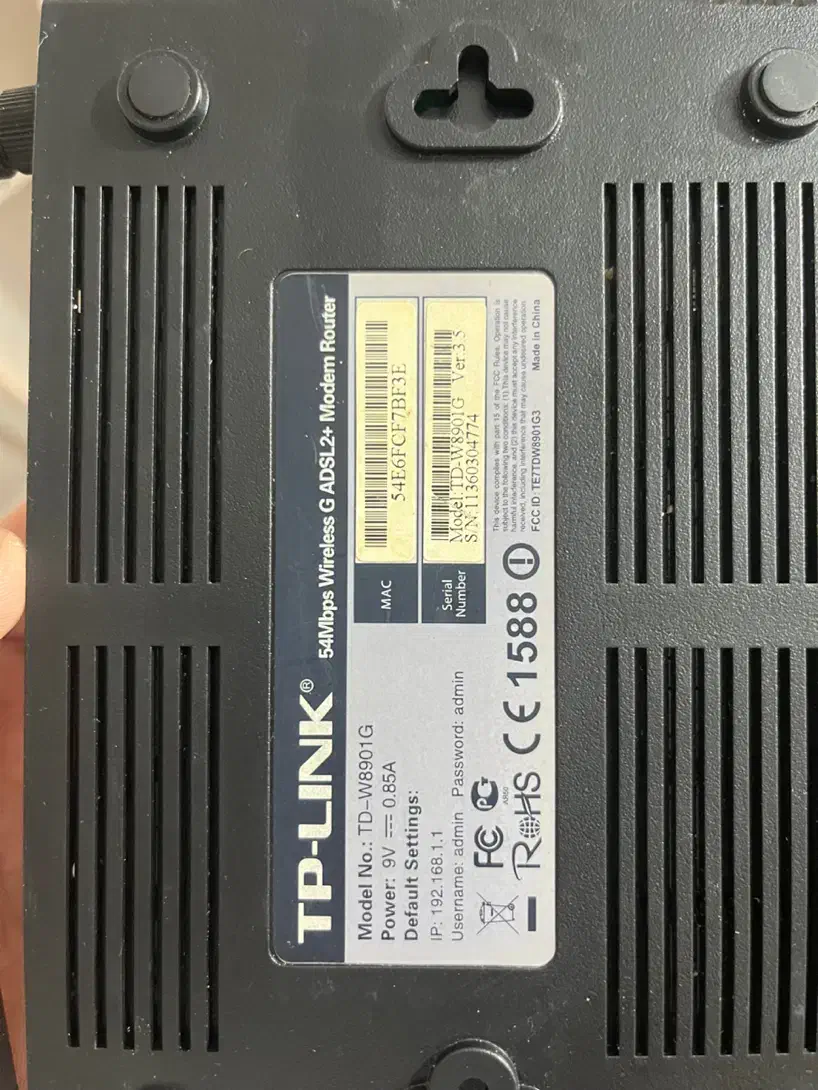 TP-LINK® 54Mbps Wireless G ADSL2+ Modem Router
Model No.: TD-W8901G
Power: 9V ⎓ 0.85A
Default Settings:
IP: 192.168.1.1
Username: admin Password: admin
MAC
54E6FCF7BF3E
Serial Number
Model:TD-W8901G Ver:3.5
S/N:11360304774
FC PG
AB50
RoHS CE1588
This device complies with part 15 of the FCC Rules. Operation is
subject to the following two conditions: (1) This device may not cause
harmful interference, and (2) this device must accept any interference
received, including interference that may cause undesired operation.
FCC ID: TE7TDW8901G3 Made in China